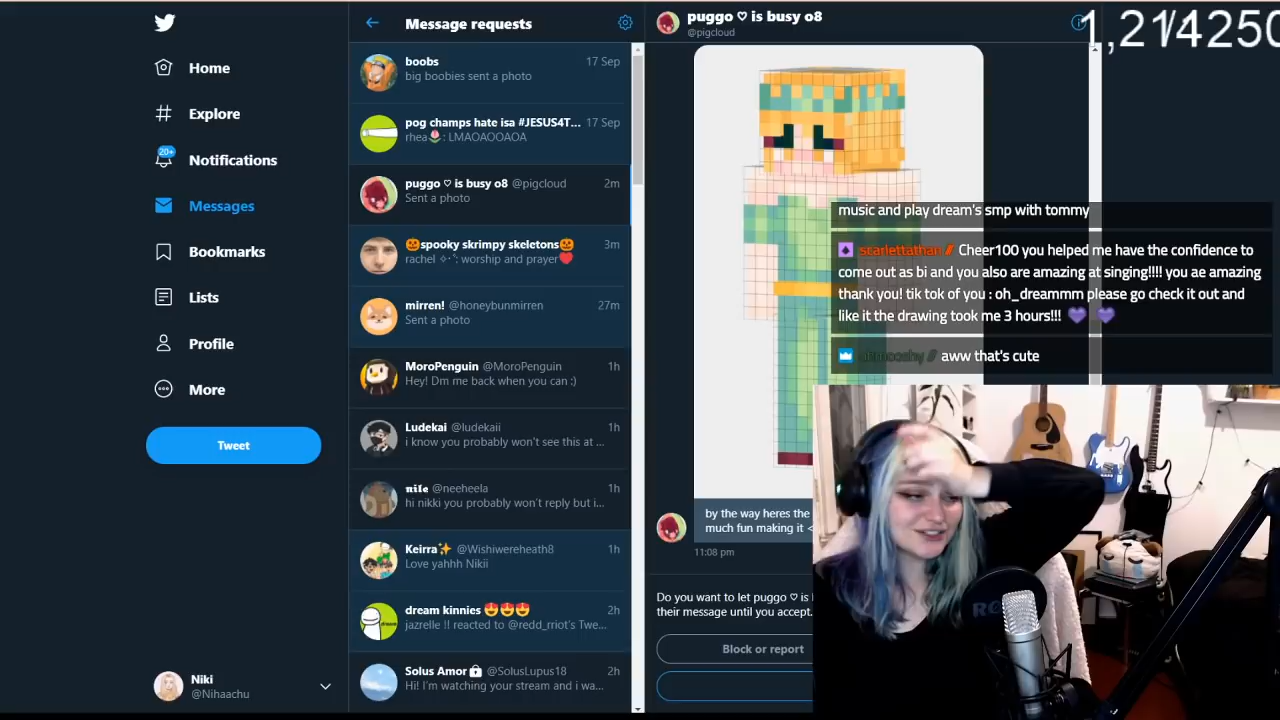 Home
Explore
20+
Notifications
Messages
Bookmarks
Lists
Profile
More
Tweet
Niki
@Nihaachu
Message requests
boobs
17 Sep
big boobies sent a photo
pog champs hate isa #JESUS4T...
17 Sep
rhea🌷: LMAOAOOAOA
puggo ♡ is busy o8 @pigcloud
2m
Sent a photo
🎃spooky skrimpy skeletons🎃
3m
rachel ✧･ﾟ: worship and prayer❤️
mirren! @honeybunmirren
27m
Sent a photo
MoroPenguin @MoroPenguin
1h
Hey! Dm me back when you can :)
Ludekai @ludekaii
1h
i know you probably won't see this at ...
nile @neeheela
1h
hi nikki you probably won't reply but i...
Keirra✨ @Wishiwereheath8
1h
Love yahhh Nikii
dream kinnies 😍😍😍
2h
jazrelle !! reacted to @redd_rriot's Twe...
Solus Amor @SolusLupus18
2h
Hi! I'm watching your stream and i wa...
puggo ♡ is busy o8
@pigcloud
1,214250
music and play dream's smp with tommy
scarlettathan // Cheer100 you helped me have the confidence to
come out as bi and you also are amazing at singing!!!! you ae amazing
thank you! tik tok of you : oh_dreammm please go check it out and
like it the drawing took me 3 hours!!! 💜 💜
// aww that's cute
by the way heres the
much fun making it <
11:08 pm
Do you want to let puggo ♡ is
their message until you accept.
Block or report